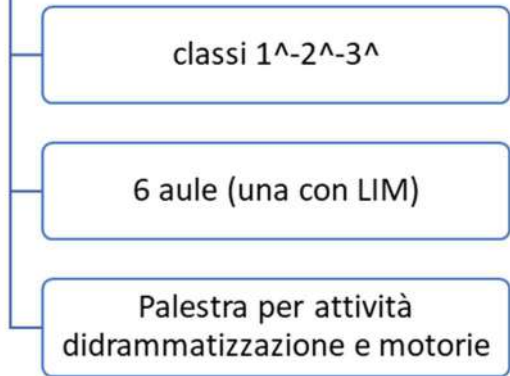 classi 1^-2^-3^
6 aule (una con LIM)
Palestra per attività
didrammatizzazione e motorie